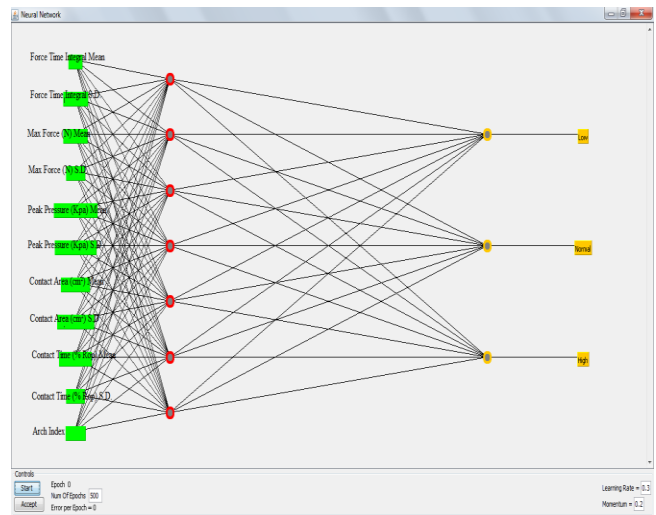 Neural Network
Force Time Integral Mean
Force Time Integral S.D
Max Force (N) Mean
Max Force (N) S.D
Peak Pressure (Kpa) Mean
Peak Pressure (Kpa) S.D
Contact Area (cm²) Mean
Contact Area (cm²) S.D
Contact Time (% Rop) Mean
Contact Time (% Rop) S.D
Arch Index
Low
Normal
High
Controls
Start
Accept
Epoch 0
Num Of Epochs 500
Error per Epoch = 0
Learning Rate = 0.3
Momentum = 0.2